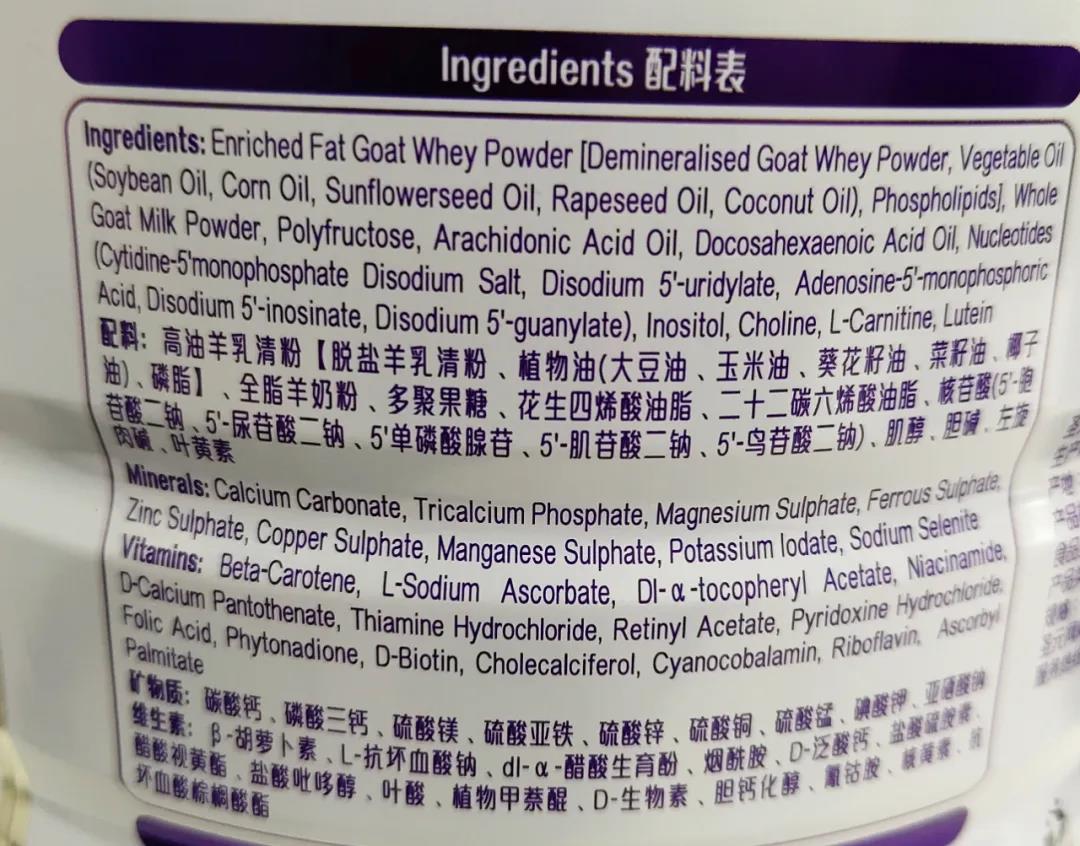 Ingredients 配料表
Ingredients: Enriched Fat Goat Whey Powder [Demineralised Goat Whey Powder, Vegetable Oil
(Soybean Oil, Corn Oil, Sunflowerseed Oil, Rapeseed Oil, Coconut Oil), Phospholipids], Whole
Goat Milk Powder, Polyfructose, Arachidonic Acid Oil, Docosahexaenoic Acid Oil, Nucleotides
(Cytidine-5'monophosphate Disodium Salt, Disodium 5'-uridylate, Adenosine-5'-monophosphoric
Acid, Disodium 5'-inosinate, Disodium 5'-guanylate), Inositol, Choline, L-Carnitine, Lutein
配料: 高油羊乳清粉【脱盐羊乳清粉、植物油(大豆油、玉米油、葵花籽油、菜籽油、椰子
油)、磷脂】、全脂羊奶粉、多聚果糖、花生四烯酸油脂、二十二碳六烯酸油脂、核苷酸(5'-胞
苷酸二钠、5'-尿苷酸二钠、5'单磷酸腺苷、5'-肌苷酸二钠、5'-鸟苷酸二钠)、肌醇、胆碱、左旋
肉碱、叶黄素
Minerals: Calcium Carbonate, Tricalcium Phosphate, Magnesium Sulphate, Ferrous Sulphate,
Zinc Sulphate, Copper Sulphate, Manganese Sulphate, Potassium Iodate, Sodium Selenite
Vitamins: Beta-Carotene, L-Sodium Ascorbate, Dl-α-tocopheryl Acetate, Niacinamide,
D-Calcium Pantothenate, Thiamine Hydrochloride, Retinyl Acetate, Pyridoxine Hydrochloride,
Folic Acid, Phytonadione, D-Biotin, Cholecalciferol, Cyanocobalamin, Riboflavin, Ascorbyl
Palmitate
矿物质: 碳酸钙、磷酸三钙、硫酸镁、硫酸亚铁、硫酸锌、硫酸铜、硫酸锰、碘酸钾、亚硒酸钠
维生素: β-胡萝卜素、L-抗坏血酸钠、dl-α-醋酸生育酚、烟酰胺、D-泛酸钙、盐酸硫胺素、
醋酸视黄酯、盐酸吡哆醇、叶酸、植物甲萘醌、D-生物素、胆钙化醇、氰钴胺、核黄素、抗
坏血酸棕榈酸酯